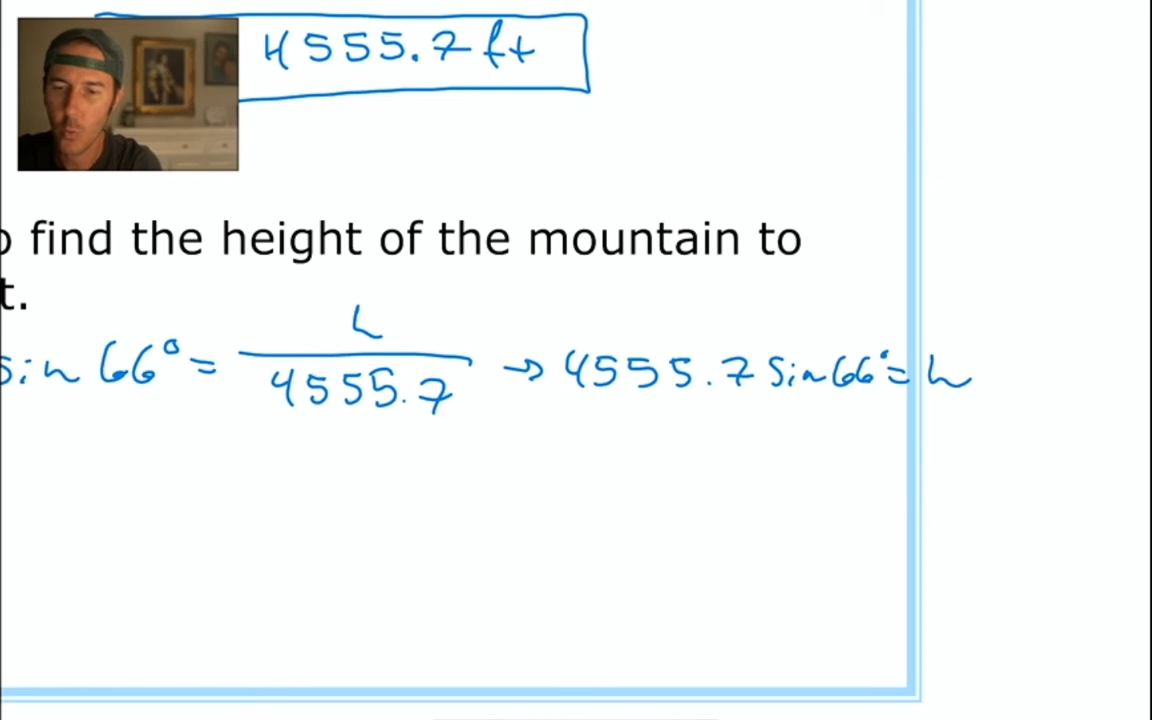 4555.7 ft
find the height of the mountain to
t.
sin 66° = h / 4555.7 → 4555.7 sin 66° = h